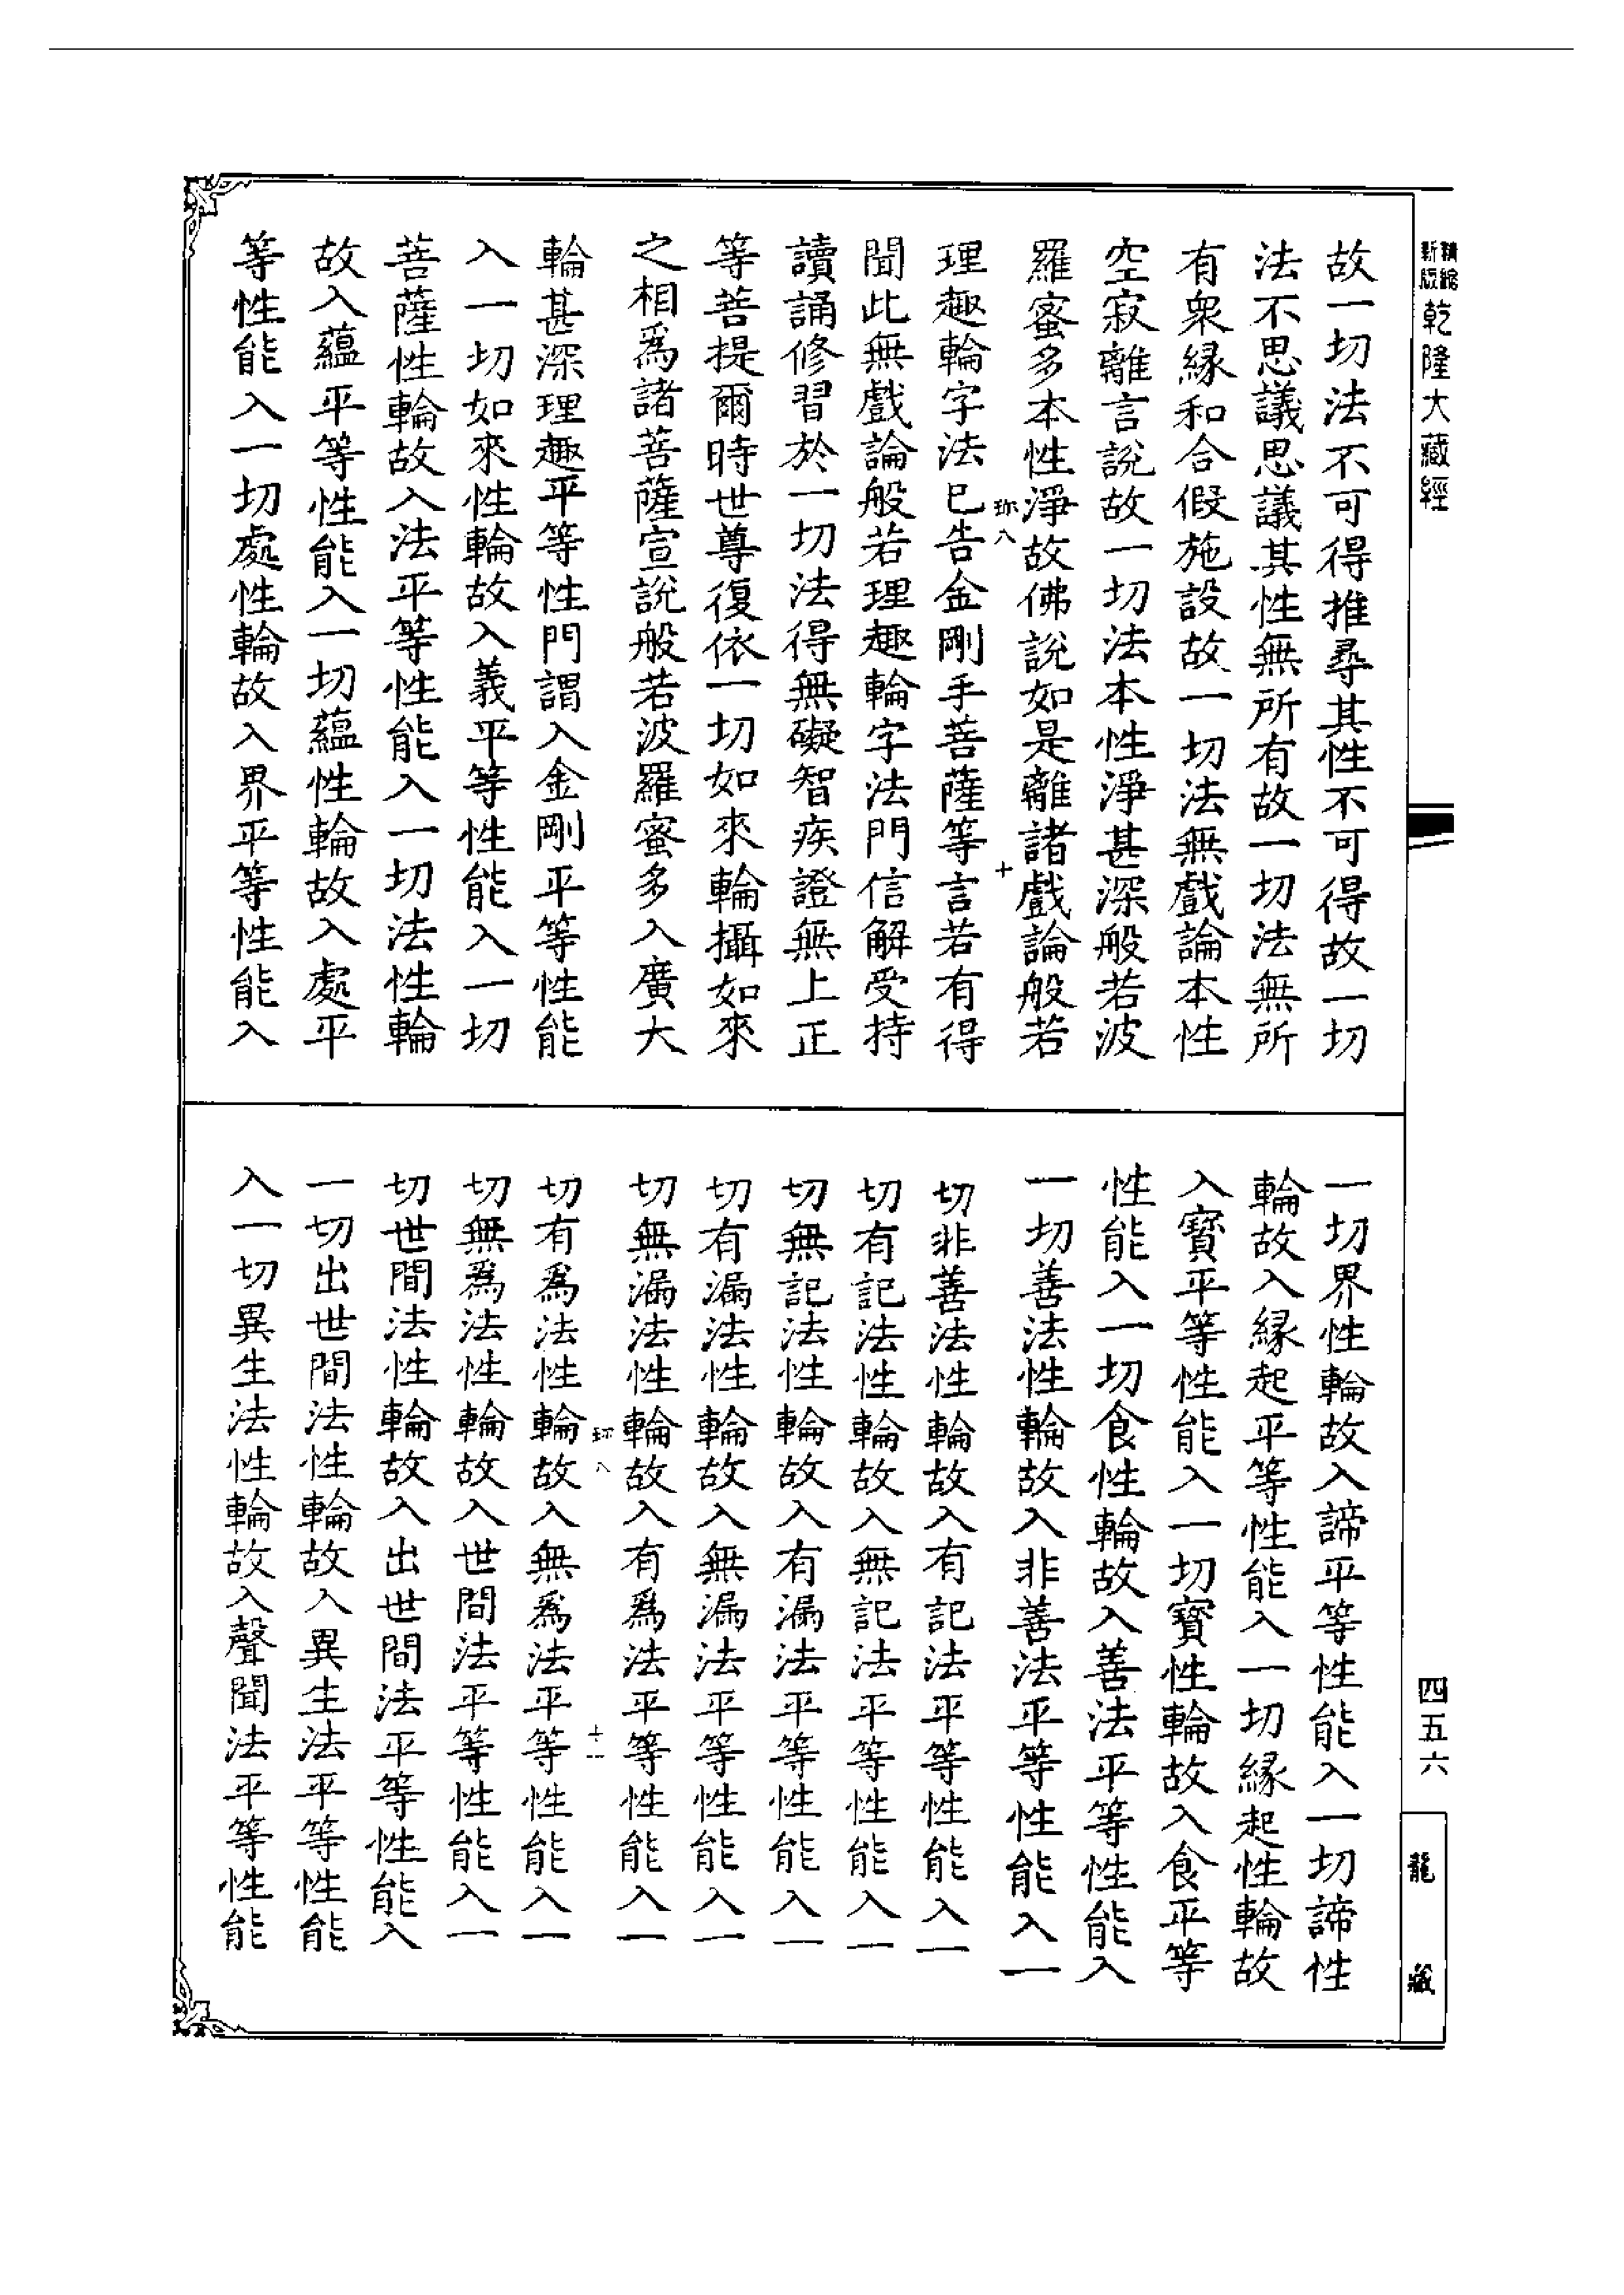 精縮新版乾隆大藏經
故一切法不可得推尋其性不可得故一切
法不思議思議其性無所有故一切法無所
有衆緣和合假施設故一切法無戲論本性
空寂離言說故一切法本性淨甚深般若波
羅蜜多本性淨故佛說如是離諸戲論般若
珎八
十
理趣輪字法已告金剛手菩薩等言若有得
聞此無戲論般若理趣輪字法門信解受持
讀誦修習於一切法得無礙智疾證無上正
等菩提爾時世尊復依一切如來輪攝如來
之相爲諸菩薩宣說般若波羅蜜多入廣大
輪甚深理趣平等性門謂入金剛平等性能
入一切如來性輪故入義平等性能入一切
菩薩性輪故入法平等性能入一切法性輪
故入蘊平等性能入一切蘊性輪故入處平
等性能入一切處性輪故入界平等性能入
一切界性輪故入諦平等性能入一切諦性
輪故入緣起平等性能入一切緣起性輪故
入寳平等性能入一切寳性輪故入食平等
性能入一切食性輪故入善法平等性能入
一切善法性輪故入非善法平等性能入一
切非善法性輪故入有記法平等性能入一
切有記法性輪故入無記法平等性能入一
切無記法性輪故入有漏法平等性能入一
切有漏法性輪故入無漏法平等性能入一
切無漏法性輪故入有爲法平等性能入一
珎八
十一
切有爲法性輪故入無爲法平等性能入一
切無爲法性輪故入世間法平等性能入一
切世間法性輪故入出世間法平等性能入
一切出世間法性輪故入異生法平等性能
入一切異生法性輪故入聲聞法平等性能
四五六
龍藏